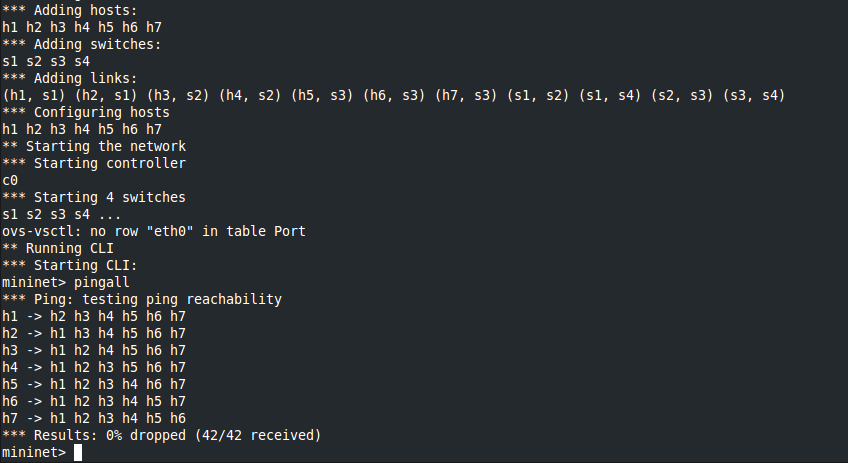 *** Adding hosts:
h1 h2 h3 h4 h5 h6 h7
*** Adding switches:
s1 s2 s3 s4
*** Adding links:
(h1, s1) (h2, s1) (h3, s2) (h4, s2) (h5, s3) (h6, s3) (h7, s3) (s1, s2) (s1, s4) (s2, s3) (s3, s4)
*** Configuring hosts
h1 h2 h3 h4 h5 h6 h7
** Starting the network
*** Starting controller
c0
*** Starting 4 switches
s1 s2 s3 s4 ...
ovs-vsctl: no row "eth0" in table Port
** Running CLI
*** Starting CLI:
mininet> pingall
*** Ping: testing ping reachability
h1 -> h2 h3 h4 h5 h6 h7
h2 -> h1 h3 h4 h5 h6 h7
h3 -> h1 h2 h4 h5 h6 h7
h4 -> h1 h2 h3 h5 h6 h7
h5 -> h1 h2 h3 h4 h6 h7
h6 -> h1 h2 h3 h4 h5 h7
h7 -> h1 h2 h3 h4 h5 h6
*** Results: 0% dropped (42/42 received)
mininet>